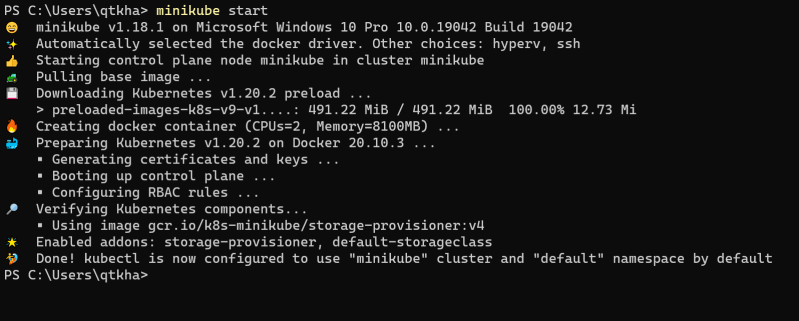 PS C:\Users\qtkha> minikube start
😄 minikube v1.18.1 on Microsoft Windows 10 Pro 10.0.19042 Build 19042
✨ Automatically selected the docker driver. Other choices: hyperv, ssh
👍 Starting control plane node minikube in cluster minikube
🚜 Pulling base image ...
💾 Downloading Kubernetes v1.20.2 preload ...
> preloaded-images-k8s-v9-v1....: 491.22 MiB / 491.22 MiB 100.00% 12.73 Mi
🔥 Creating docker container (CPUs=2, Memory=8100MB) ...
🐳 Preparing Kubernetes v1.20.2 on Docker 20.10.3 ...
▪ Generating certificates and keys ...
▪ Booting up control plane ...
▪ Configuring RBAC rules ...
🔎 Verifying Kubernetes components...
▪ Using image gcr.io/k8s-minikube/storage-provisioner:v4
🌟 Enabled addons: storage-provisioner, default-storageclass
🏄 Done! kubectl is now configured to use "minikube" cluster and "default" namespace by default
PS C:\Users\qtkha>